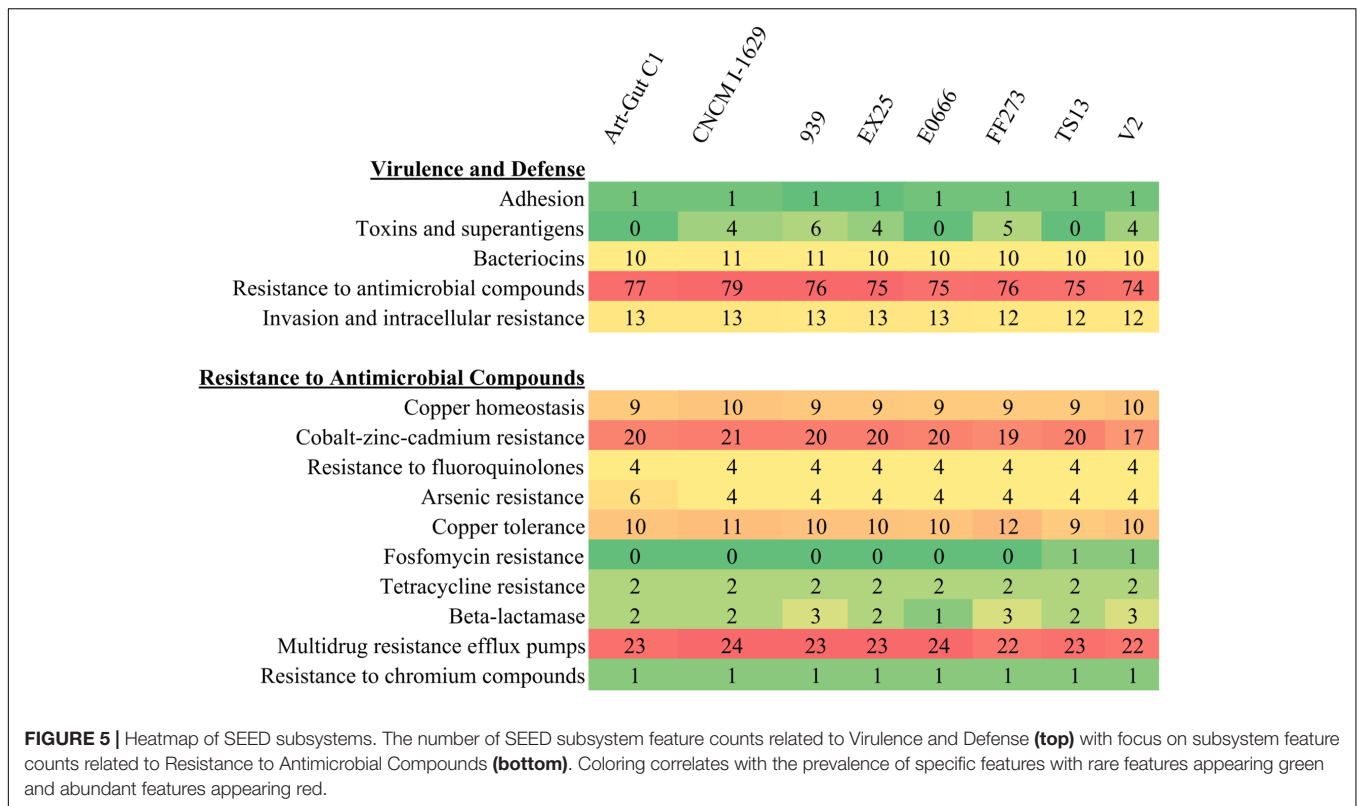 Art-Gut C1 CNCM I-1629 939 EX25 E0666 FF273 TS13 V2
Virulence and Defense
Adhesion 1 1 1 1 1 1 1 1
Toxins and superantigens 0 4 6 4 0 5 0 4
Bacteriocins 10 11 11 10 10 10 10 10
Resistance to antimicrobial compounds 77 79 76 75 75 76 75 74
Invasion and intracellular resistance 13 13 13 13 13 12 12 12
Resistance to Antimicrobial Compounds
Copper homeostasis 9 10 9 9 9 9 9 10
Cobalt-zinc-cadmium resistance 20 21 20 20 20 19 20 17
Resistance to fluoroquinolones 4 4 4 4 4 4 4 4
Arsenic resistance 6 4 4 4 4 4 4 4
Copper tolerance 10 11 10 10 10 12 9 10
Fosfomycin resistance 0 0 0 0 0 0 1 1
Tetracycline resistance 2 2 2 2 2 2 2 2
Beta-lactamase 2 2 3 2 1 3 2 3
Multidrug resistance efflux pumps 23 24 23 23 24 22 23 22
Resistance to chromium compounds 1 1 1 1 1 1 1 1
FIGURE 5 | Heatmap of SEED subsystems. The number of SEED subsystem feature counts related to Virulence and Defense (top) with focus on subsystem feature
counts related to Resistance to Antimicrobial Compounds (bottom). Coloring correlates with the prevalence of specific features with rare features appearing green
and abundant features appearing red.